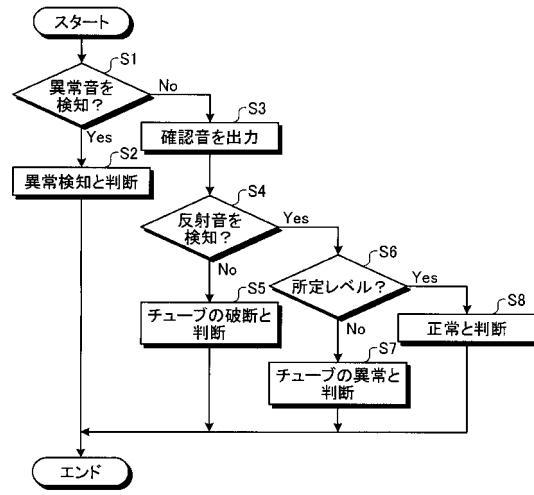 スタート
S1
異常音を
検知?
No
Yes
S3
確認音を出力
S2
異常検知と判断
S4
反射音を
検知?
Yes
No
S6
所定レベル?
Yes
No
S5
チューブの破断と
判断
S8
正常と判断
S7
チューブの異常と
判断
エンド